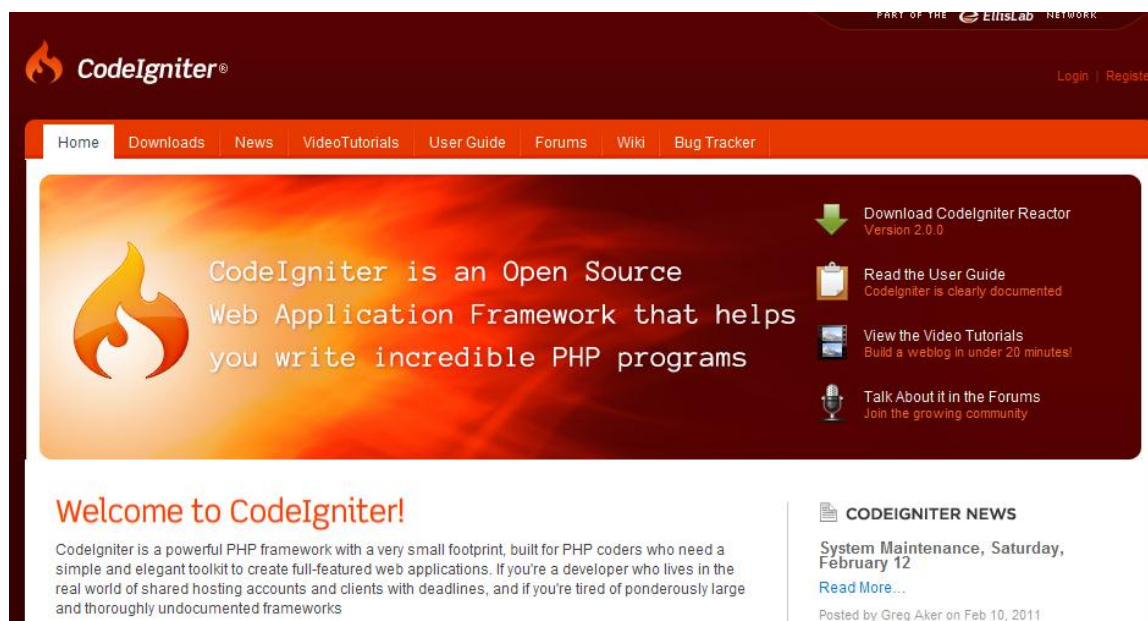 PART OF THE EllisLab NETWORK
CodeIgniter®
Login | Registe
Home Downloads News VideoTutorials User Guide Forums Wiki Bug Tracker
CodeIgniter is an Open Source
Web Application Framework that helps
you write incredible PHP programs
Download CodeIgniter Reactor
Version 2.0.0
Read the User Guide
CodeIgniter is clearly documented
View the Video Tutorials
Build a weblog in under 20 minutes!
Talk About it in the Forums
Join the growing community
Welcome to CodeIgniter!
CodeIgniter is a powerful PHP framework with a very small footprint, built for PHP coders who need a
simple and elegant toolkit to create full-featured web applications. If you're a developer who lives in the
real world of shared hosting accounts and clients with deadlines, and if you're tired of ponderously large
and thoroughly undocumented frameworks
CODEIGNITER NEWS
System Maintenance, Saturday,
February 12
Read More...
Posted by Greg Aker on Feb 10, 2011